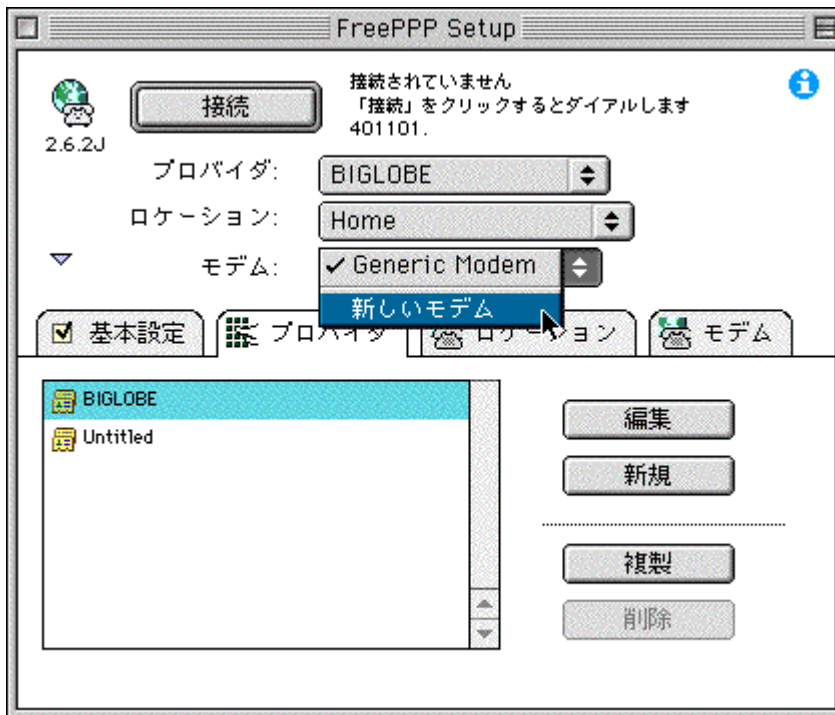 FreePPP Setup
接続されていません
「接続」をクリックするとダイアルします
401101.
接続
2.6.2J
プロバイダ:
BIGLOBE
ロケーション:
Home
モデム:
✓ Generic Modem
新しいモデム
基本設定
プロバイダ
ロケーション
モデム
BIGLOBE
Untitled
編集
新規
複製
削除